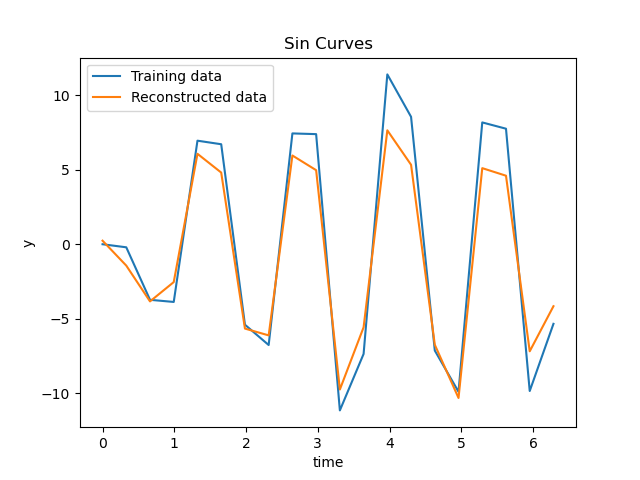 Sin Curves
Training data
Reconstructed data
10
5
0
−5
−10
y
0 1 2 3 4 5 6
time